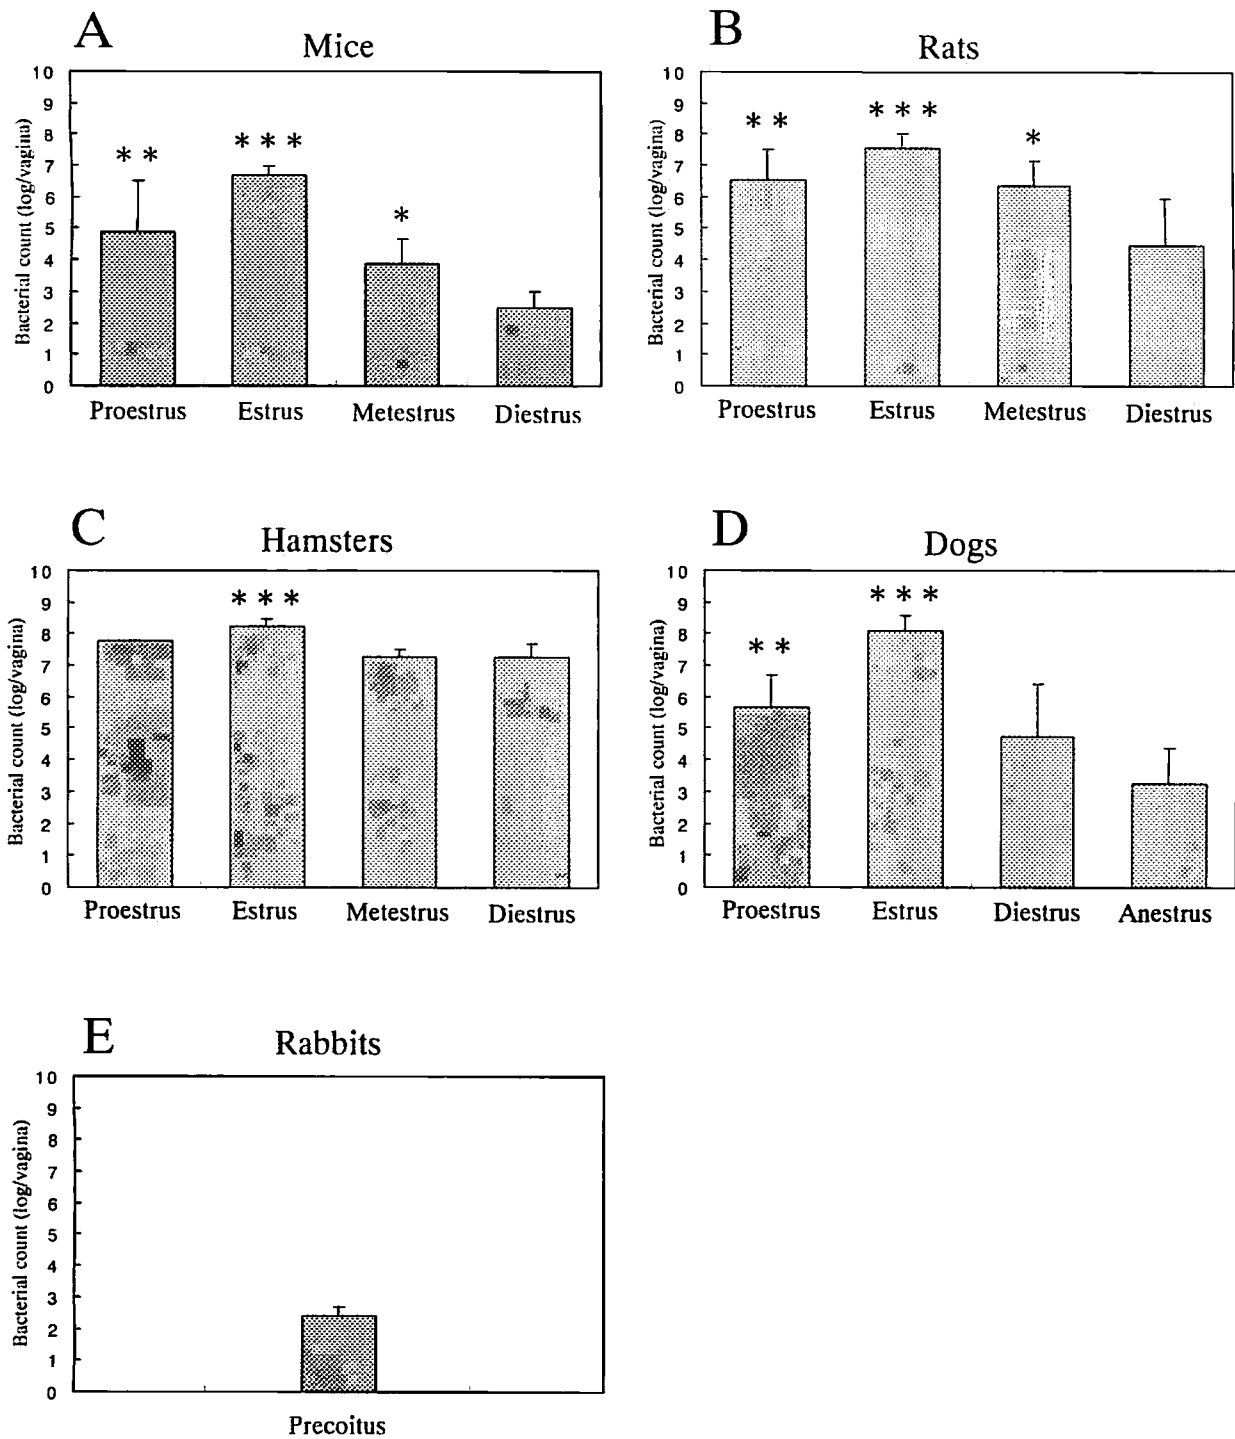 A
Mice
Bacterial count (log/vagina)
10
9
8
7
6
5
4
3
2
1
0
** *** *
Proestrus Estrus Metestrus Diestrus
B
Rats
Bacterial count (log/vagina)
10
9
8
7
6
5
4
3
2
1
0
** *** *
Proestrus Estrus Metestrus Diestrus
C
Hamsters
Bacterial count (log/vagina)
10
9
8
7
6
5
4
3
2
1
0
***
Proestrus Estrus Metestrus Diestrus
D
Dogs
Bacterial count (log/vagina)
10
9
8
7
6
5
4
3
2
1
0
** ***
Proestrus Estrus Diestrus Anestrus
E
Rabbits
Bacterial count (log/vagina)
10
9
8
7
6
5
4
3
2
1
0
Precoitus